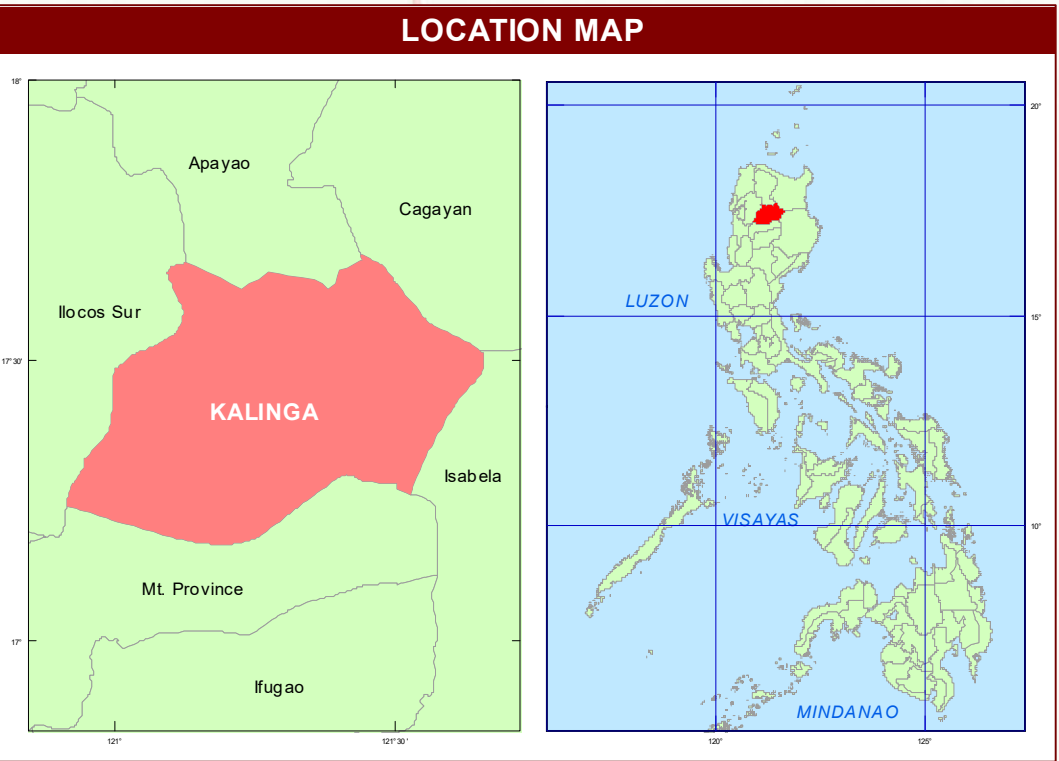 LOCATION MAP
18°
Apayao
Cagayan
Ilocos Sur
17° 30'
KALINGA
Isabela
Mt. Province
17°
Ifugao
121°
121° 30'
20°
LUZON
15°
VISAYAS
10°
MINDANAO
120°
125°